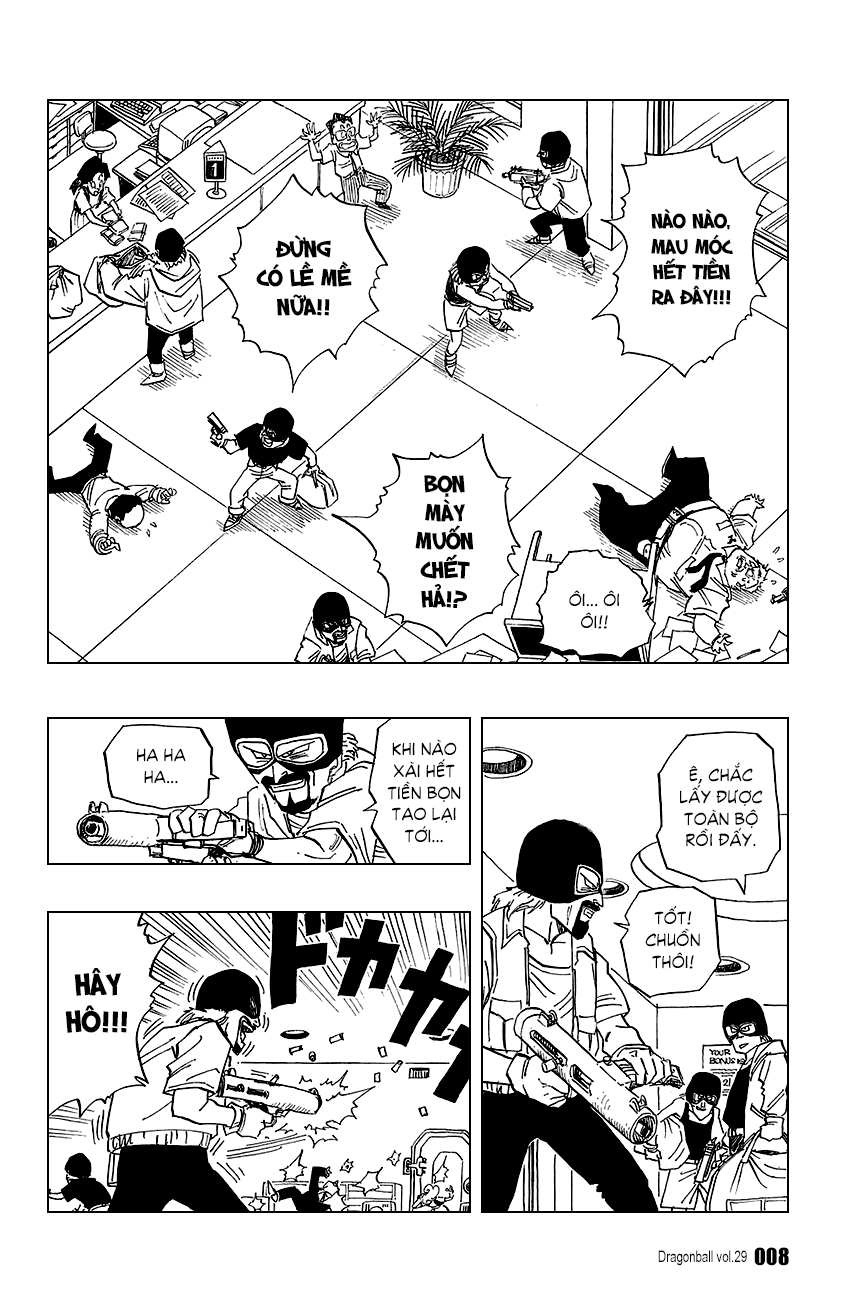 NÀO NÀO,
MAU MÓC
HẾT TIỀN
RA ĐÂY!!!
ĐỪNG
CÓ LỀ MỀ
NỮA!!
1
BỌN
MÀY
MUỐN
CHẾT
HẢ!?
ÔI... ÔI
ÔI!!
Ê, CHẮC
LẤY ĐƯỢC
TOÀN BỘ
RỒI ĐẤY.
TỐT!
CHUỒN
THÔI!
YOUR
BONUS
KHI NÀO
XÀI HẾT
TIỀN BỌN
TAO LẠI
TỚI...
HA HA
HA...
ドカカカ
HÂY
HÔ!!!
Dragonball vol.29 008